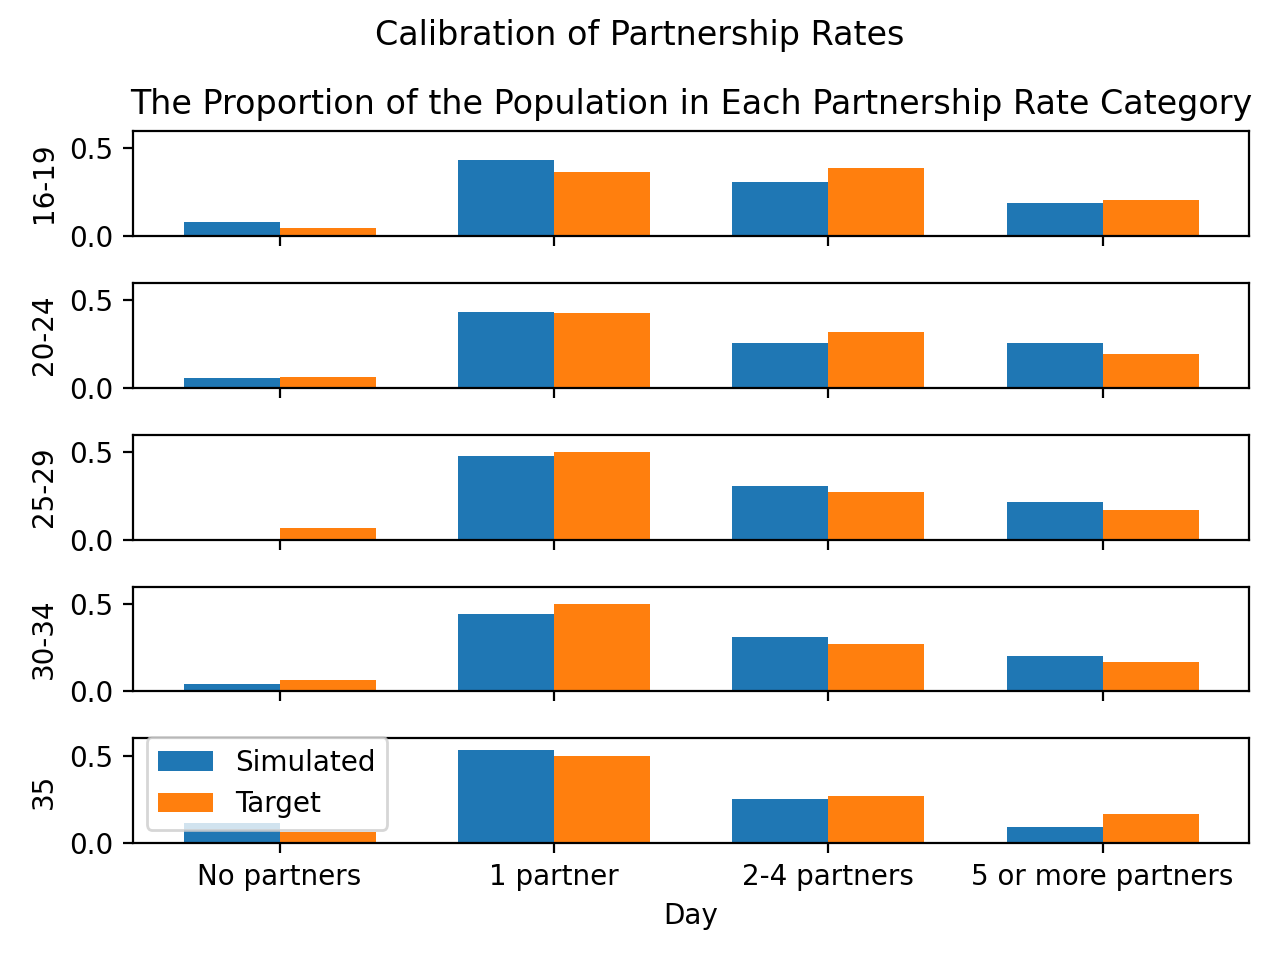 Calibration of Partnership Rates
The Proportion of the Population in Each Partnership Rate Category
16-19
0.5
0.0
20-24
0.5
0.0
25-29
0.5
0.0
30-34
0.5
0.0
35
0.5
0.0
Simulated
Target
No partners
1 partner
2-4 partners
5 or more partners
Day